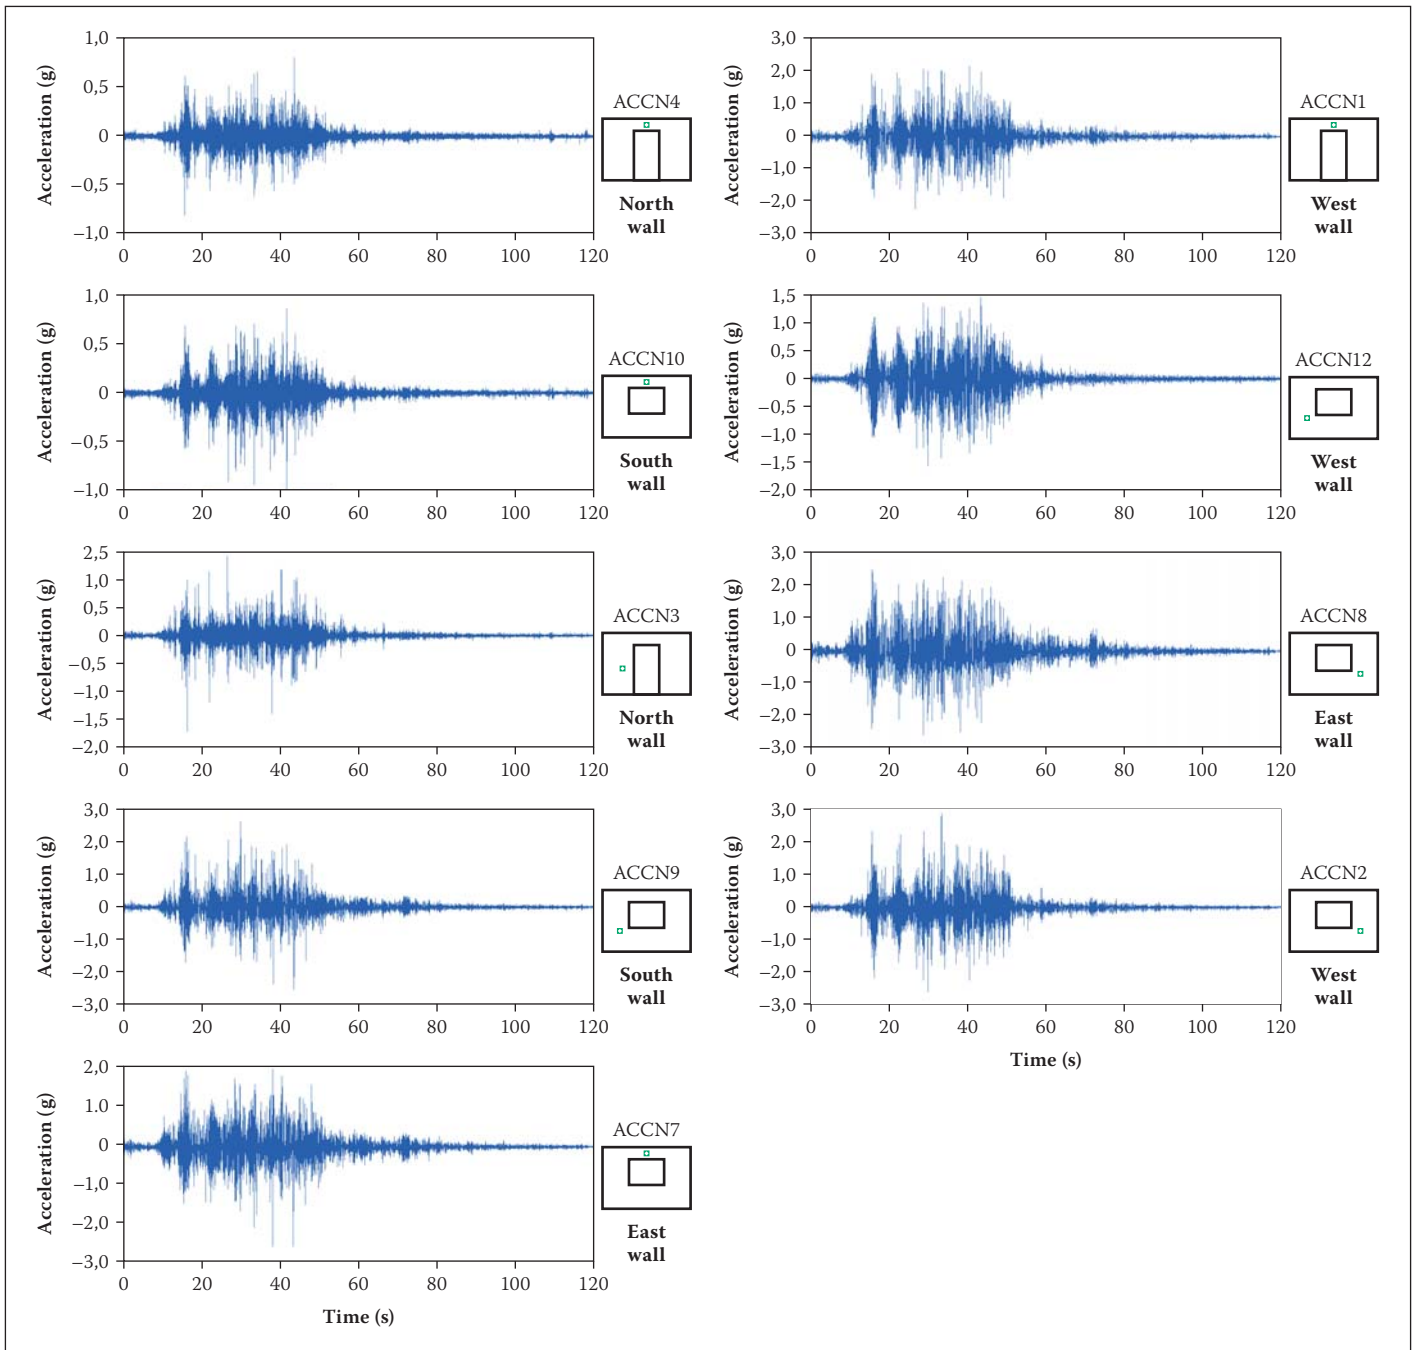 Acceleration (g)
1,0
0,5
0
−0,5
−1,0
0 20 40 60 80 100 120
ACCN4
North
wall
Acceleration (g)
3,0
2,0
1,0
0
−1,0
−2,0
−3,0
0 20 40 60 80 100 120
ACCN1
West
wall
Acceleration (g)
1,0
0,5
0
−0,5
−1,0
0 20 40 60 80 100 120
ACCN10
South
wall
Acceleration (g)
1,5
1,0
0,5
0
−0,5
−1,0
−1,5
−2,0
0 20 40 60 80 100 120
ACCN12
West
wall
Acceleration (g)
2,5
1,0
0,5
0
−0,5
−1,0
−1,5
−2,0
0 20 40 60 80 100 120
ACCN3
North
wall
Acceleration (g)
3,0
2,0
1,0
0
−1,0
−2,0
−3,0
0 20 40 60 80 100 120
ACCN8
East
wall
Acceleration (g)
3,0
2,0
1,0
0
−1,0
−2,0
−3,0
0 20 40 60 80 100 120
ACCN9
South
wall
Acceleration (g)
3,0
2,0
1,0
0
−1,0
−2,0
−3,0
0 20 40 60 80 100 120
Time (s)
ACCN2
West
wall
Acceleration (g)
2,0
1.0
0
−1,0
−2,0
−3,0
0 20 40 60 80 100 120
Time (s)
ACCN7
East
wall